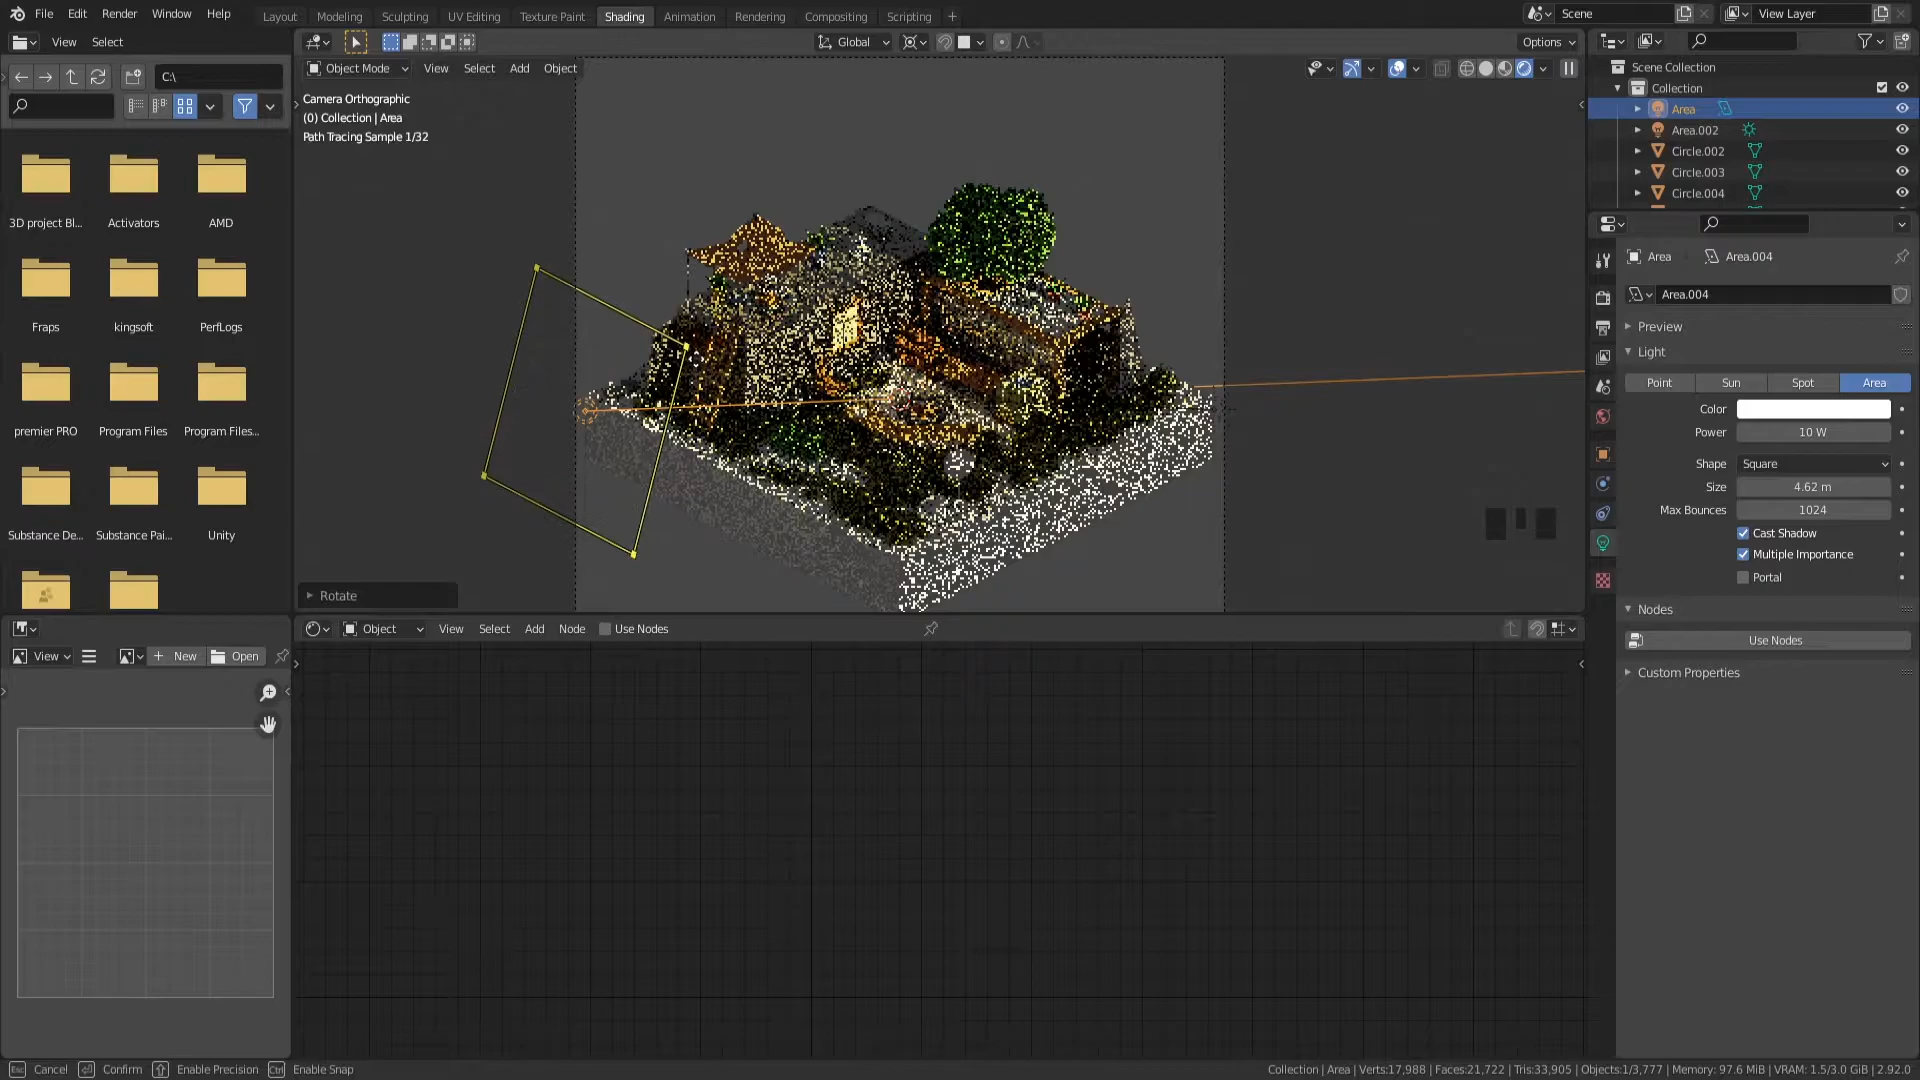 File Edit Render Window Help
Layout Modeling Sculpting UV Editing Texture Paint Shading Animation Rendering Compositing Scripting +
Scene
View Layer
View Select
Global
Options
C:\
Object Mode View Select Add Object
Camera Orthographic
(0) Collection | Area
Path Tracing Sample 1/32
Scene Collection
Collection
Area
Area.002
Circle.002
Circle.003
Circle.004
3D project Bl...
Activators
AMD
Fraps
kingsoft
PerfLogs
premier PRO
Program Files
Program Files...
Substance De...
Substance Pai...
Unity
Rotate
Area Area.004
Area.004
Preview
Light
Point Sun Spot Area
Color
Power 10 W
Shape Square
Size 4.62 m
Max Bounces 1024
Cast Shadow
Multiple Importance
Portal
Nodes
Use Nodes
Custom Properties
Object View Select Add Node Use Nodes
View + New Open
Esc Cancel Confirm Enable Precision Ctrl Enable Snap
Collection | Area | Verts:17,988 | Faces:21,722 | Tris:33,905 | Objects:1/3,777 | Memory: 97.6 MiB | VRAM: 1.5/3.0 GiB | 2.92.0